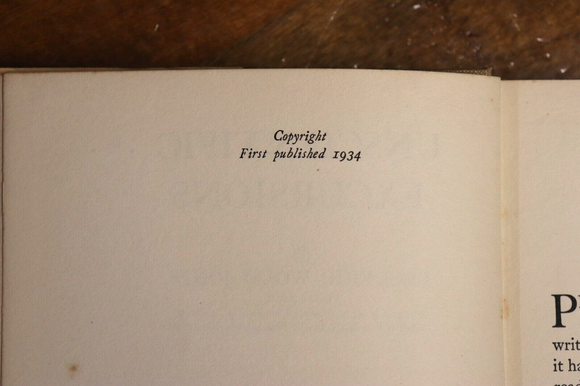 Copyright
First published 1934
P
writ
it ha